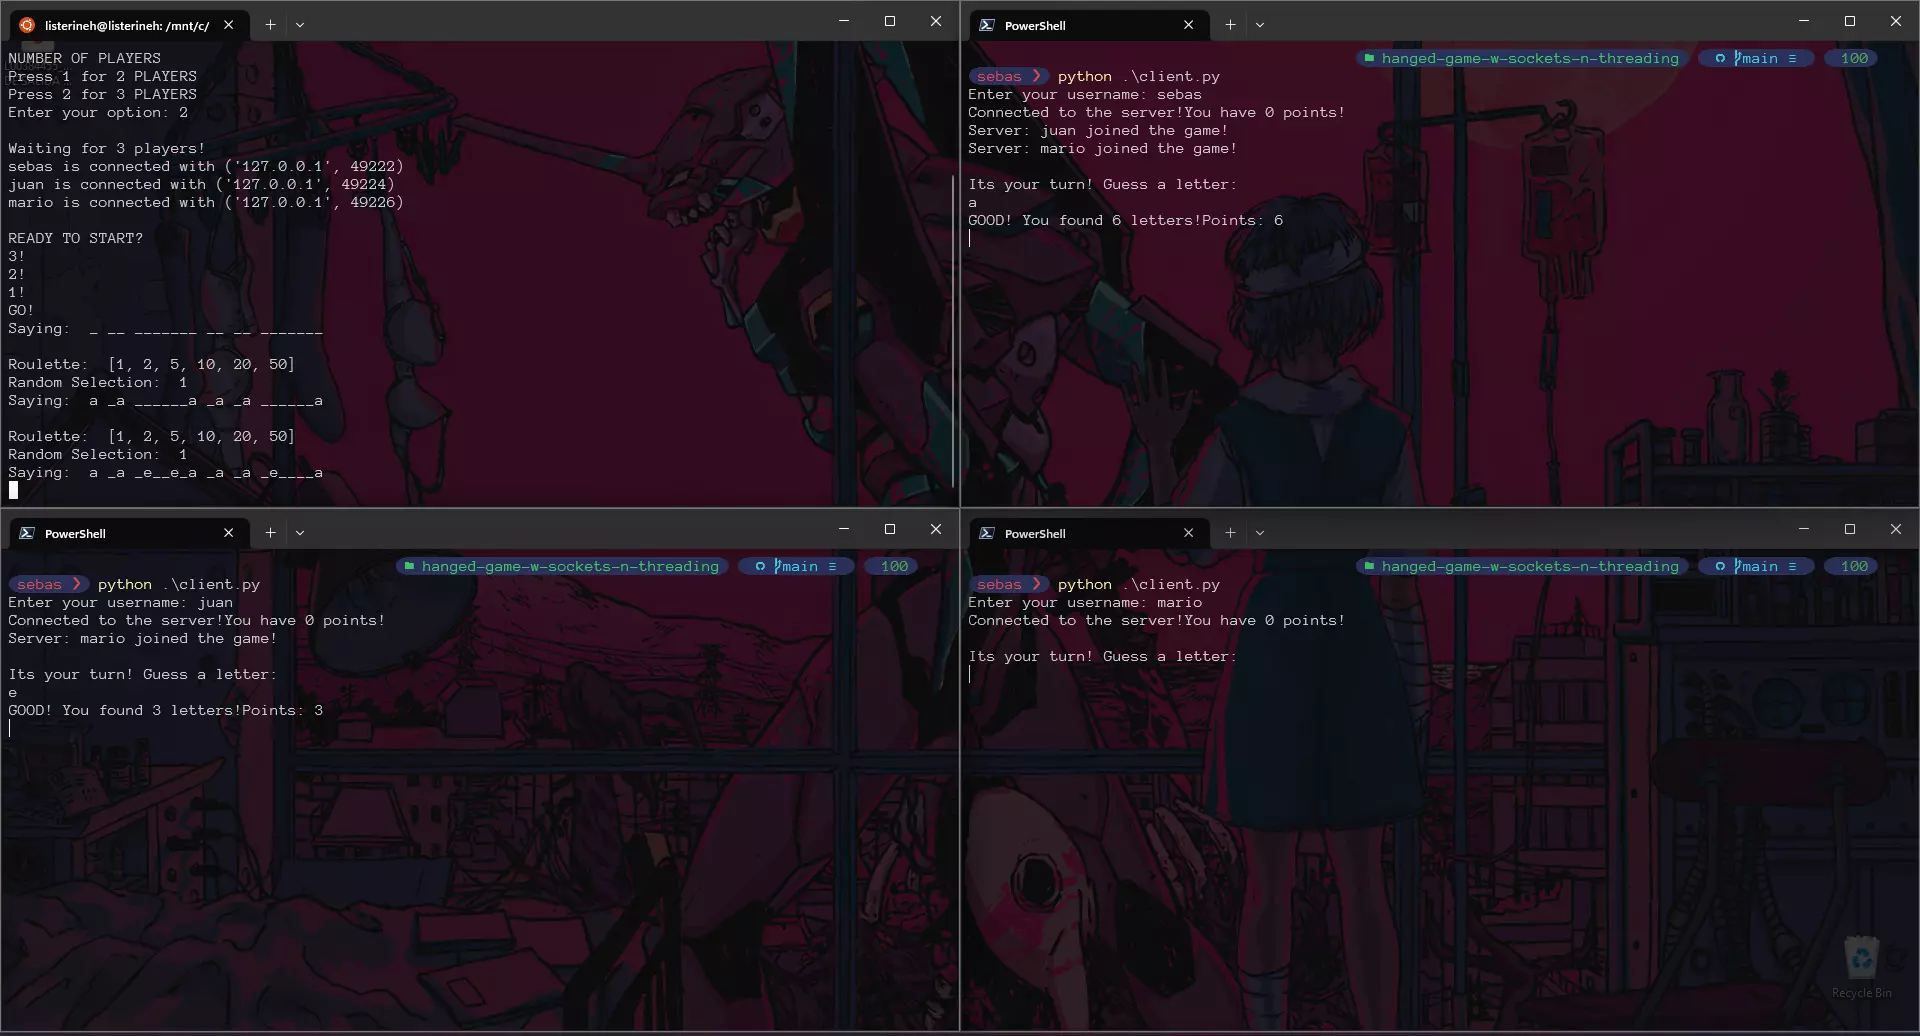 listerineh@listerineh: /mnt/c/
NUMBER OF PLAYERS
Press 1 for 2 PLAYERS
Press 2 for 3 PLAYERS
Enter your option: 2
Waiting for 3 players!
sebas is connected with ('127.0.0.1', 49222)
juan is connected with ('127.0.0.1', 49224)
mario is connected with ('127.0.0.1', 49226)
READY TO START?
3!
2!
1!
GO!
Saying:  _ __ _______ __ __ _______
Roulette:  [1, 2, 5, 10, 20, 50]
Random Selection:  1
Saying:  a _a ______a _a _a ______a
Roulette:  [1, 2, 5, 10, 20, 50]
Random Selection:  1
Saying:  a _a _e__e_a _a _a _e____a
PowerShell
hanged-game-w-sockets-n-threading main ≡ 100
sebas ❯ python .\client.py
Enter your username: sebas
Connected to the server!You have 0 points!
Server: juan joined the game!
Server: mario joined the game!
Its your turn! Guess a letter:
a
GOOD! You found 6 letters!Points: 6
PowerShell
hanged-game-w-sockets-n-threading main ≡ 100
sebas ❯ python .\client.py
Enter your username: juan
Connected to the server!You have 0 points!
Server: mario joined the game!
Its your turn! Guess a letter:
e
GOOD! You found 3 letters!Points: 3
PowerShell
hanged-game-w-sockets-n-threading main ≡ 100
sebas ❯ python .\client.py
Enter your username: mario
Connected to the server!You have 0 points!
Its your turn! Guess a letter:
Recycle Bin